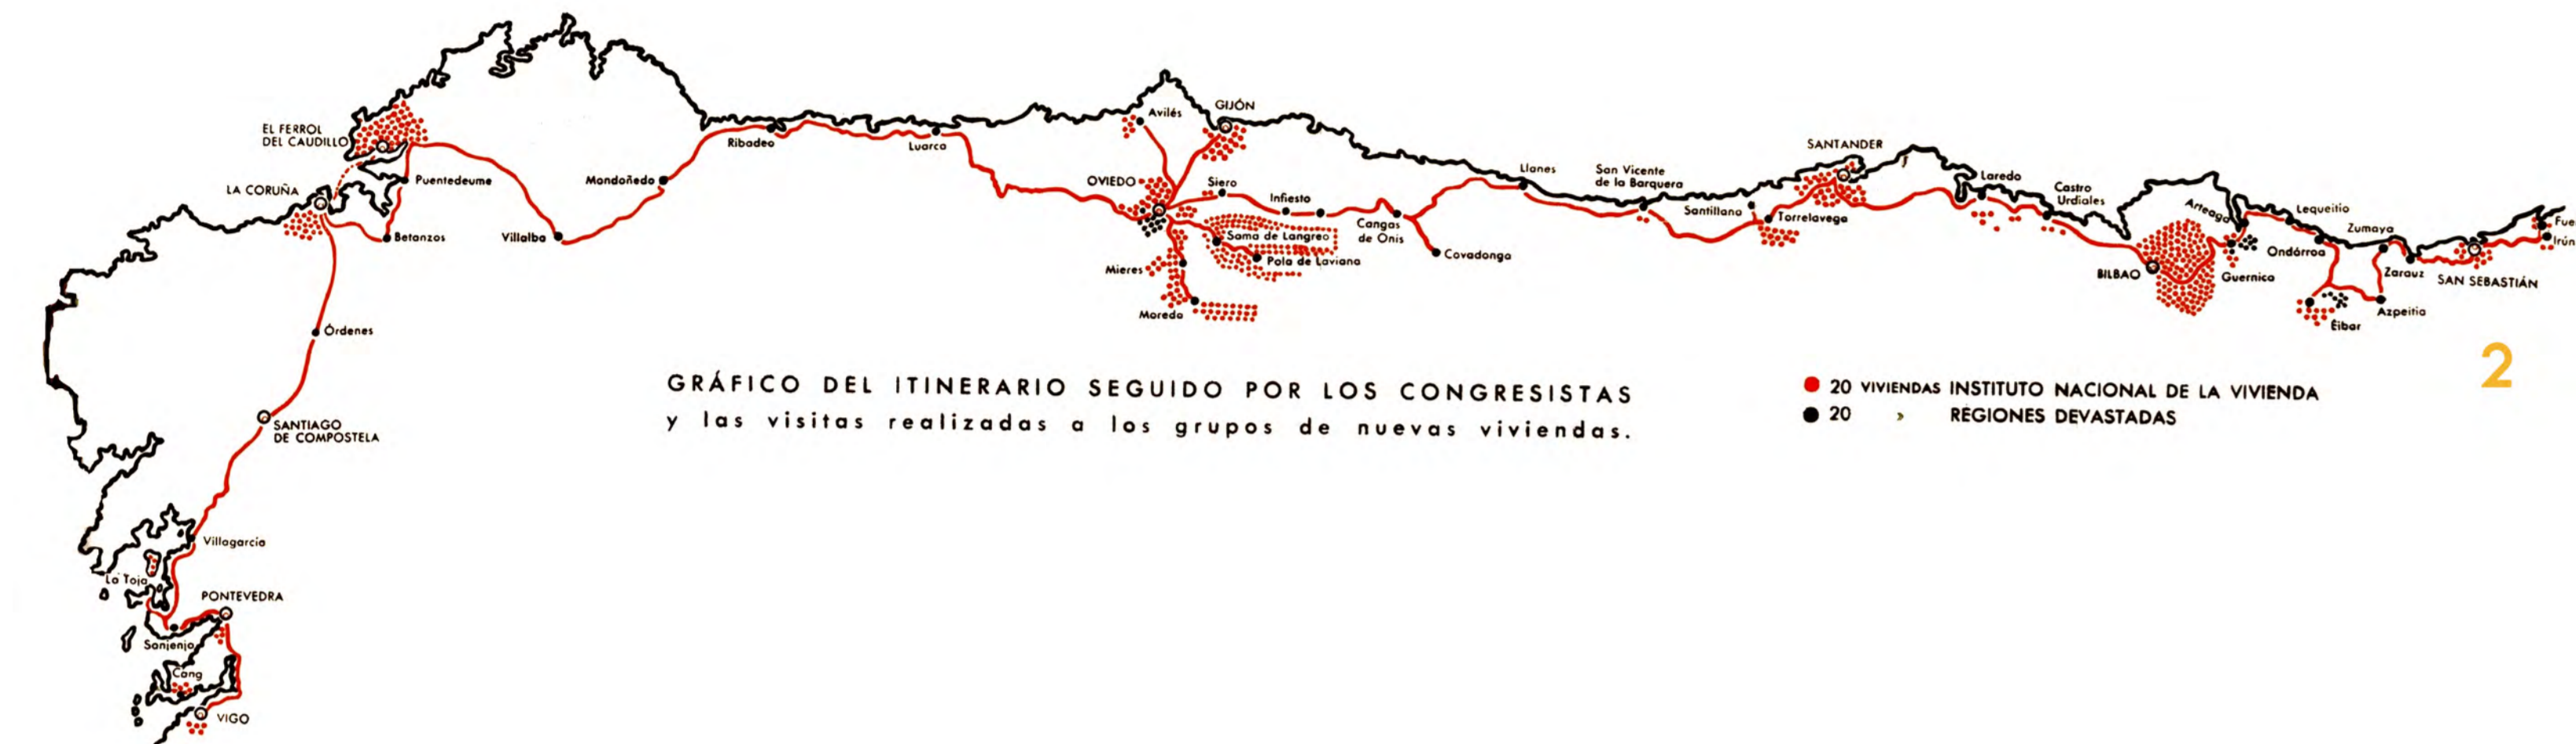 EL FERROL
DEL CAUDILLO
LA CORUÑA
Puentedeume
Betanzos
Villalba
Mondoñedo
Ribadeo
Luarca
Avilés
GIJÓN
OVIEDO
Siero
Infiesto
Sama de Langreo
Pola de Laviana
Mieres
Moreda
Cangas
de Onis
Covadonga
Llanes
San Vicente
de la Barquera
Santillana
Torrelavega
SANTANDER
Laredo
Castro
Urdiales
BILBAO
Arteaga
Guernica
Lequeitio
Ondárroa
Éibar
Zumaya
Azpeitia
Zarauz
SAN SEBASTIÁN
Fue
Irún
Órdenes
SANTIAGO
DE COMPOSTELA
Villagarcía
La Toja
PONTEVEDRA
Sanjenjo
Cang
VIGO
GRÁFICO DEL ITINERARIO SEGUIDO POR LOS CONGRESISTAS
y las visitas realizadas a los grupos de nuevas viviendas.
20 VIVIENDAS INSTITUTO NACIONAL DE LA VIVIENDA
20 » REGIONES DEVASTADAS
2